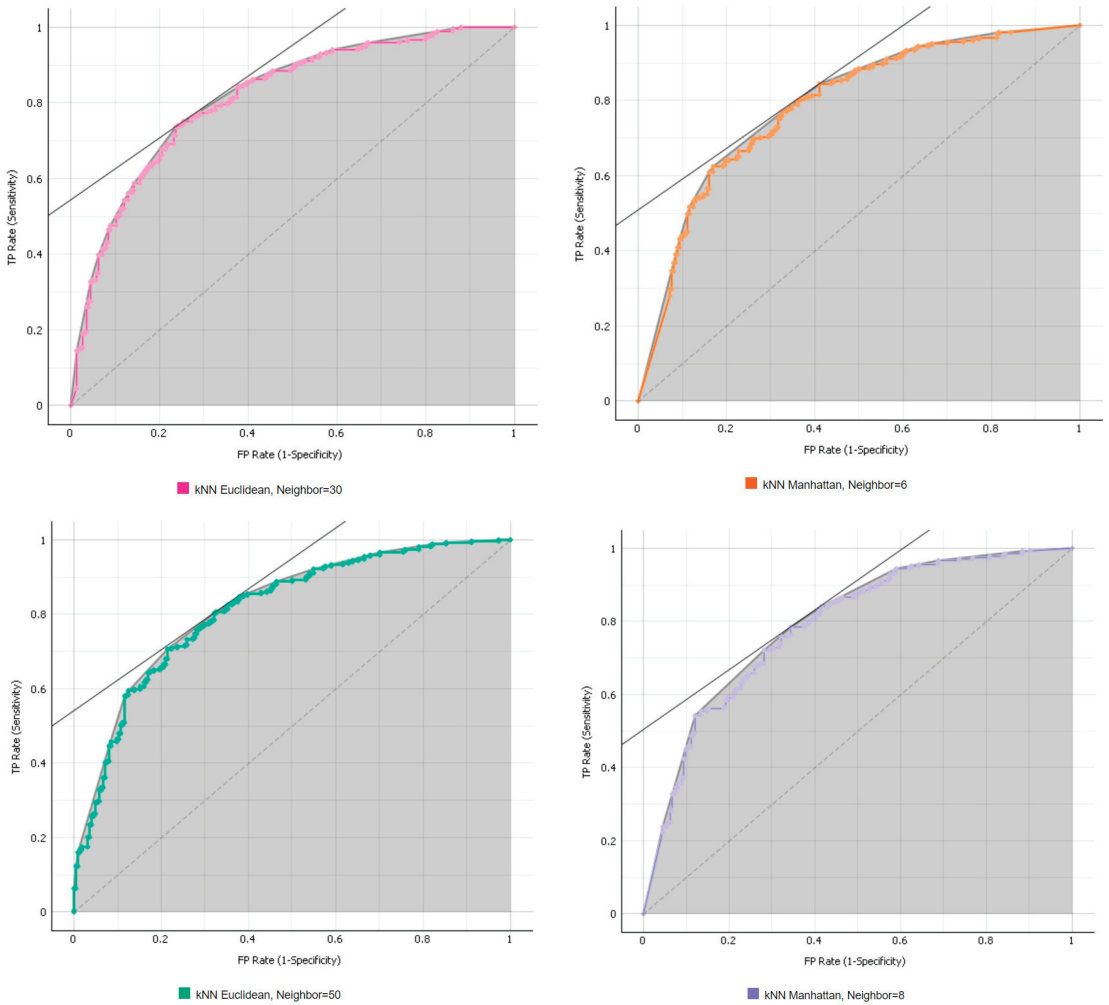 1
0.8
0.6
0.4
0.2
0
TP Rate (Sensitivity)
0 0.2 0.4 0.6 0.8 1
FP Rate (1-Specificity)
kNN Euclidean, Neighbor=30
1
0.8
0.6
0.4
0.2
0
TP Rate (Sensitivity)
0 0.2 0.4 0.6 0.8 1
FP Rate (1-Specificity)
kNN Manhattan, Neighbor=6
1
0.8
0.6
0.4
0.2
0
TP Rate (Sensitivity)
0 0.2 0.4 0.6 0.8 1
FP Rate (1-Specificity)
kNN Euclidean, Neighbor=50
1
0.8
0.6
0.4
0.2
0
TP Rate (Sensitivity)
0 0.2 0.4 0.6 0.8 1
FP Rate (1-Specificity)
kNN Manhattan, Neighbor=8